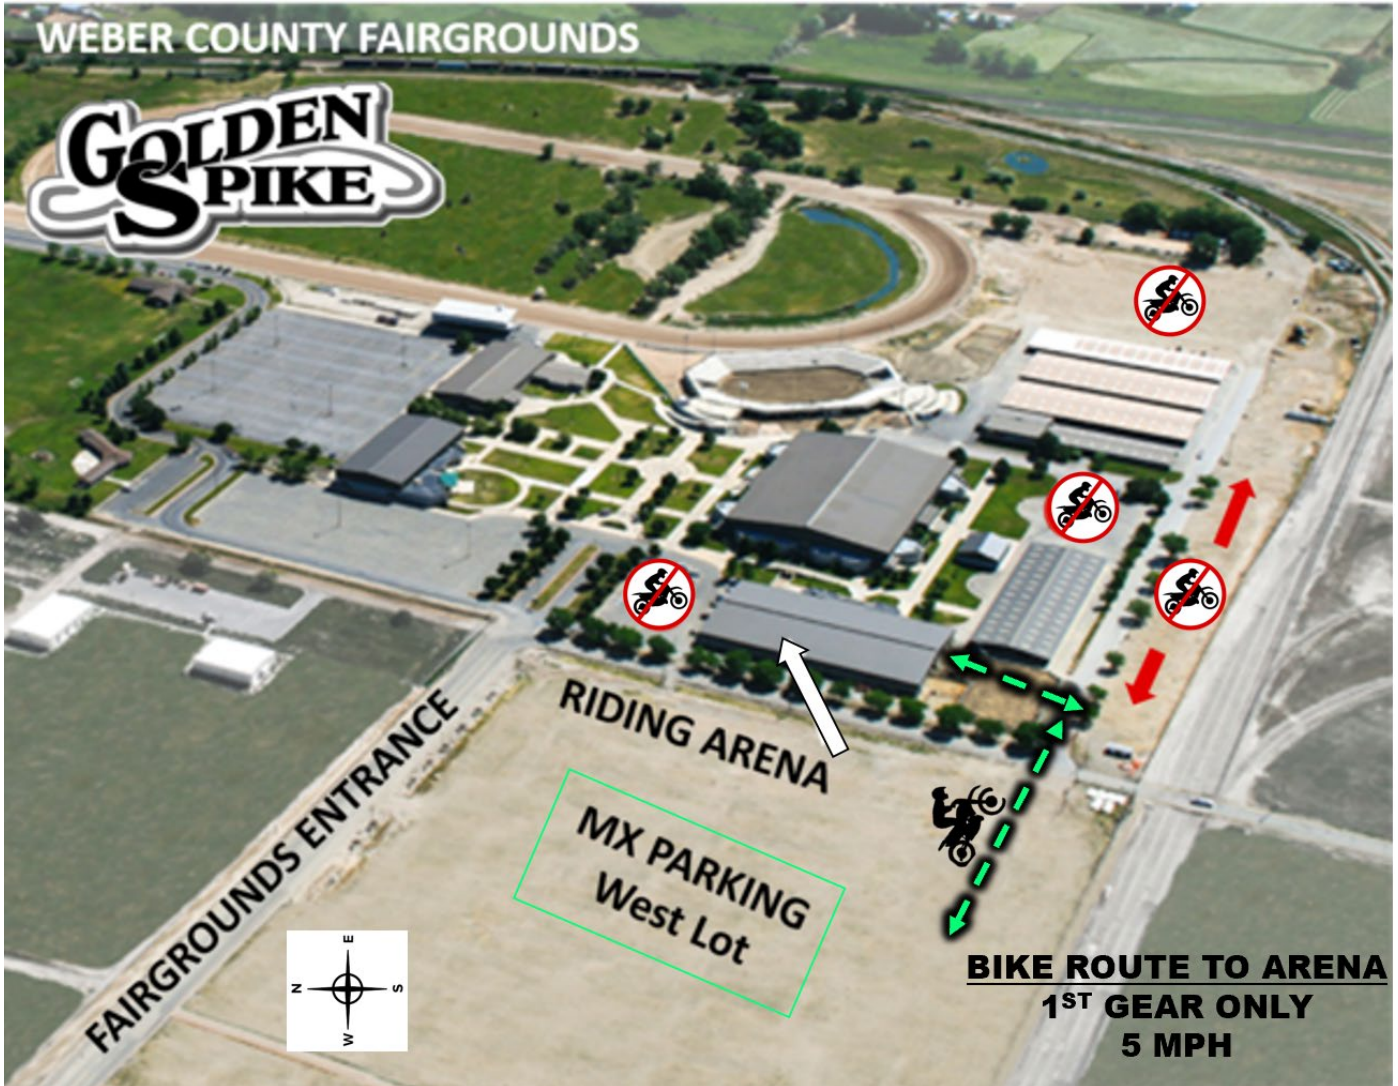 WEBER COUNTY FAIRGROUNDS
GOLDEN
SPIKE
RIDING ARENA
MX PARKING
West Lot
FAIRGROUNDS ENTRANCE
E
N S
W
BIKE ROUTE TO ARENA
1ST GEAR ONLY
5 MPH